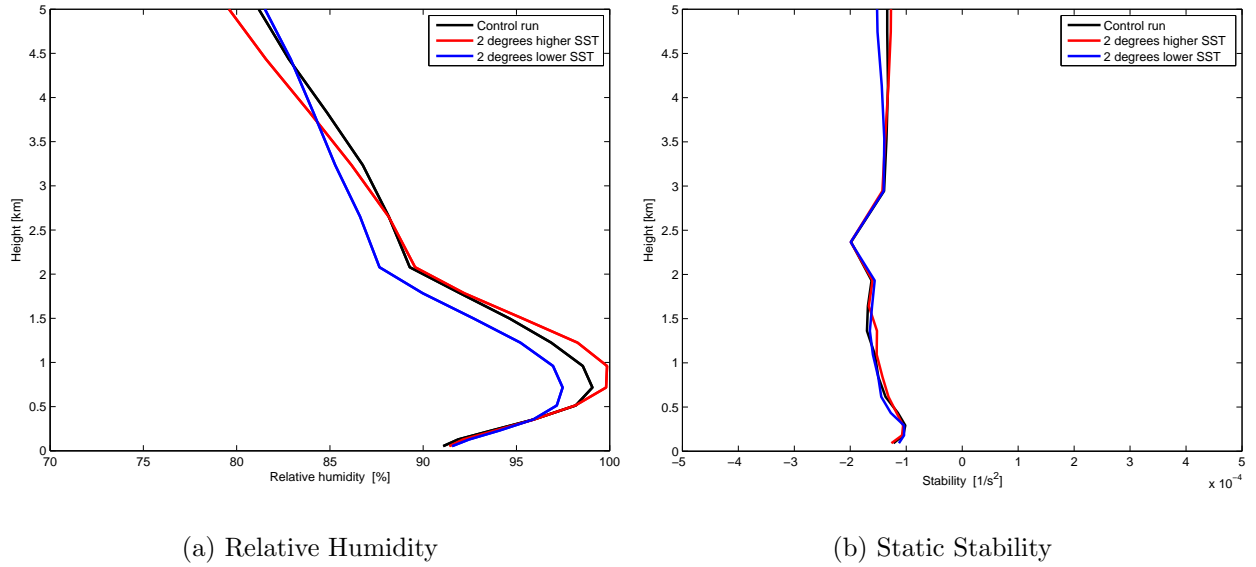 Control run
2 degrees higher SST
2 degrees lower SST
5
4.5
4
3.5
3
2.5
2
1.5
1
0.5
0
Height [km]
70 75 80 85 90 95 100
Relative humidity [%]
(a) Relative Humidity
Control run
2 degrees higher SST
2 degrees lower SST
5
4.5
4
3.5
3
2.5
2
1.5
1
0.5
0
Height [km]
−5 −4 −3 −2 −1 0 1 2 3 4 5
Stability [1/s²]
x 10⁻⁴
(b) Static Stability